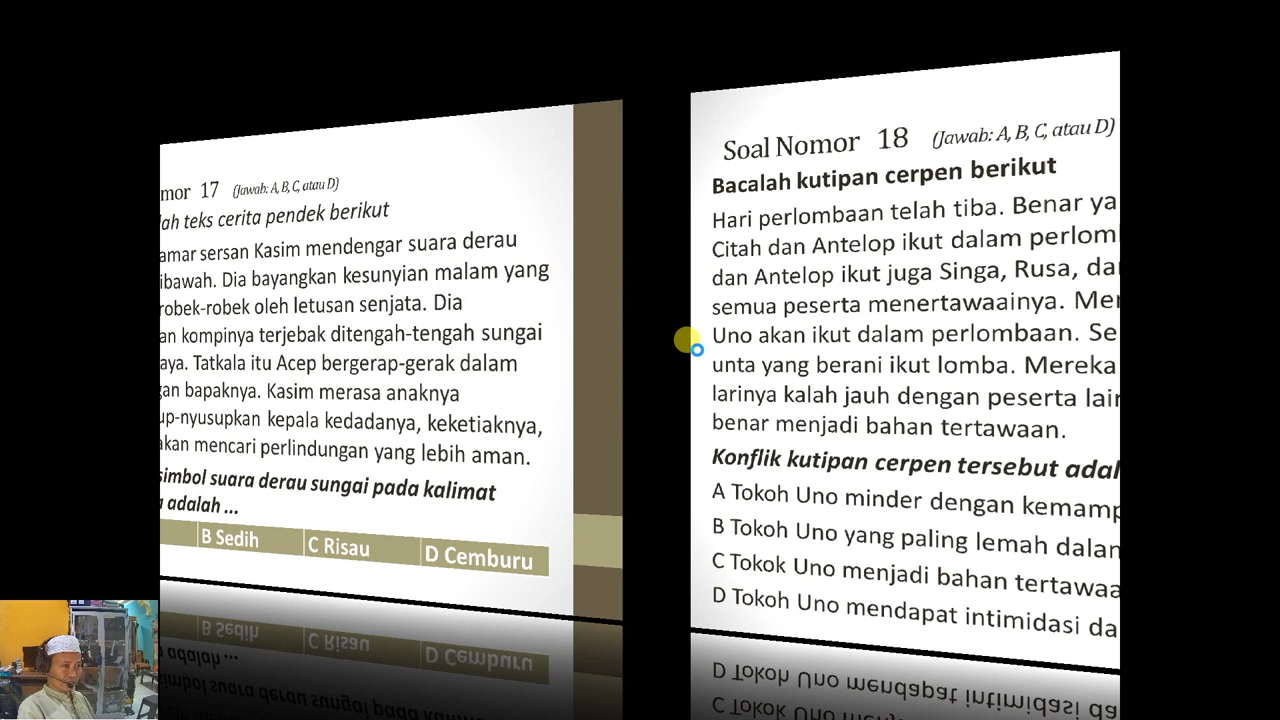 mor 17 (Jawab: A, B, C, atau D)
lah teks cerita pendek berikut
amar sersan Kasim mendengar suara derau
ibawah. Dia bayangkan kesunyian malam yang
robek-robek oleh letusan senjata. Dia
an kompinya terjebak ditengah-tengah sungai
aya. Tatkala itu Acep bergerap-gerak dalam
gan bapaknya. Kasim merasa anaknya
up-nyusupkan kepala kedadanya, keketiaknya,
akan mencari perlindungan yang lebih aman.
simbol suara derau sungai pada kalimat
a adalah ...
B Sedih C Risau D Cemburu
Soal Nomor 18 (Jawab: A, B, C, atau D)
Bacalah kutipan cerpen berikut
Hari perlombaan telah tiba. Benar ya
Citah dan Antelop ikut dalam perlom
dan Antelop ikut juga Singa, Rusa, da
semua peserta menertawaainya. Mer
Uno akan ikut dalam perlombaan. Se
unta yang berani ikut lomba. Mereka
larinya kalah jauh dengan peserta lair
benar menjadi bahan tertawaan.
Konflik kutipan cerpen tersebut adal
A Tokoh Uno minder dengan kemamp
B Tokoh Uno yang paling lemah dalan
C Tokok Uno menjadi bahan tertawaa
D Tokoh Uno mendapat intimidasi da